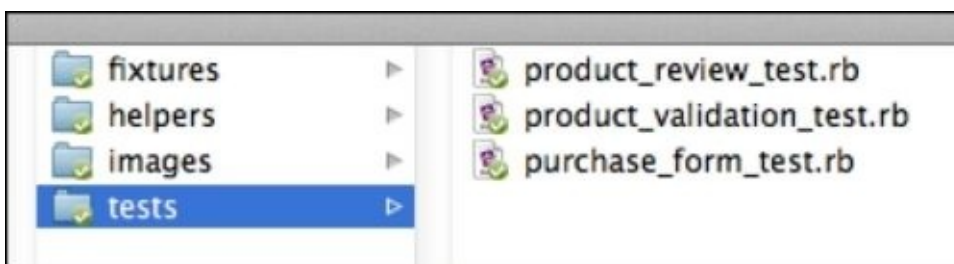 fixtures
helpers
images
tests
product_review_test.rb
product_validation_test.rb
purchase_form_test.rb